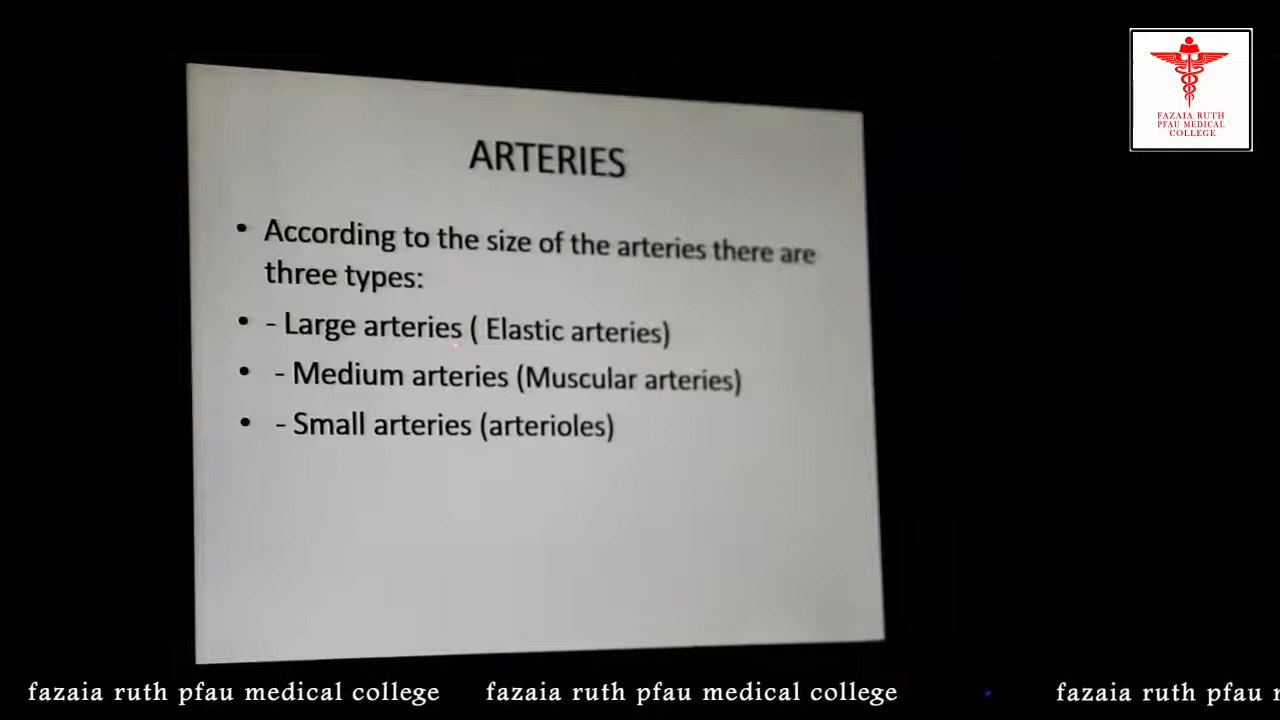 FAZAIA RUTH
PFAU MEDICAL
COLLEGE
ARTERIES
• According to the size of the arteries there are
three types:
• - Large arteries ( Elastic arteries)
• - Medium arteries (Muscular arteries)
• - Small arteries (arterioles)
fazaia ruth pfau medical college fazaia ruth pfau medical college fazaia ruth pfau